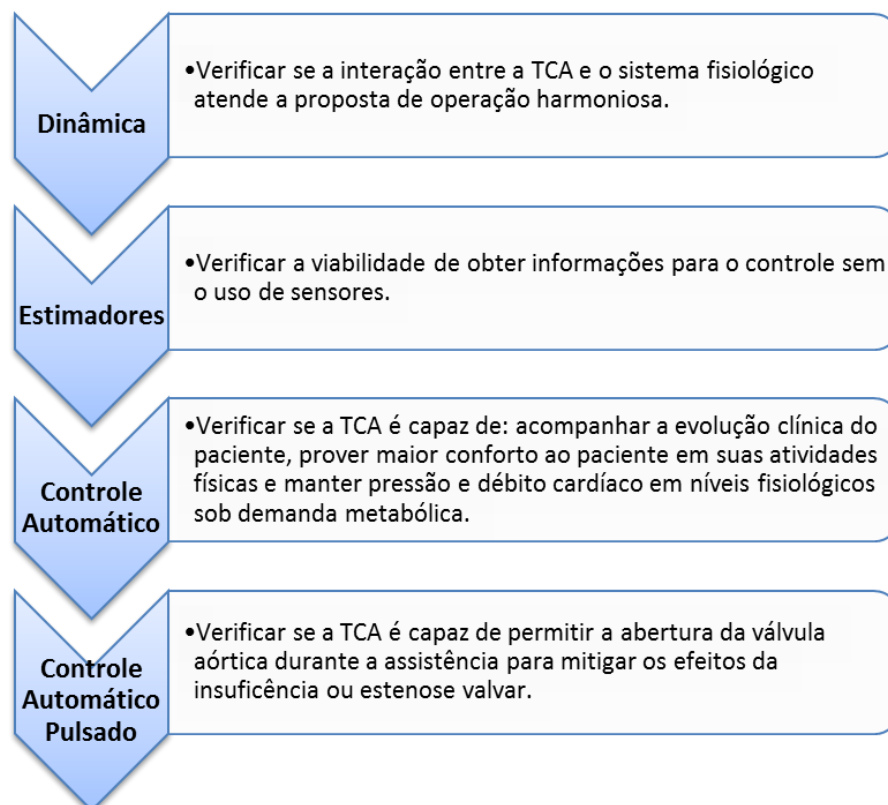 Dinâmica
•Verificar se a interação entre a TCA e o sistema fisiológico
atende a proposta de operação harmoniosa.
Estimadores
•Verificar a viabilidade de obter informações para o controle sem
o uso de sensores.
Controle
Automático
•Verificar se a TCA é capaz de: acompanhar a evolução clínica do
paciente, prover maior conforto ao paciente em suas atividades
físicas e manter pressão e débito cardíaco em níveis fisiológicos
sob demanda metabólica.
Controle
Automático
Pulsado
•Verificar se a TCA é capaz de permitir a abertura da válvula
aórtica durante a assistência para mitigar os efeitos da
insuficência ou estenose valvar.